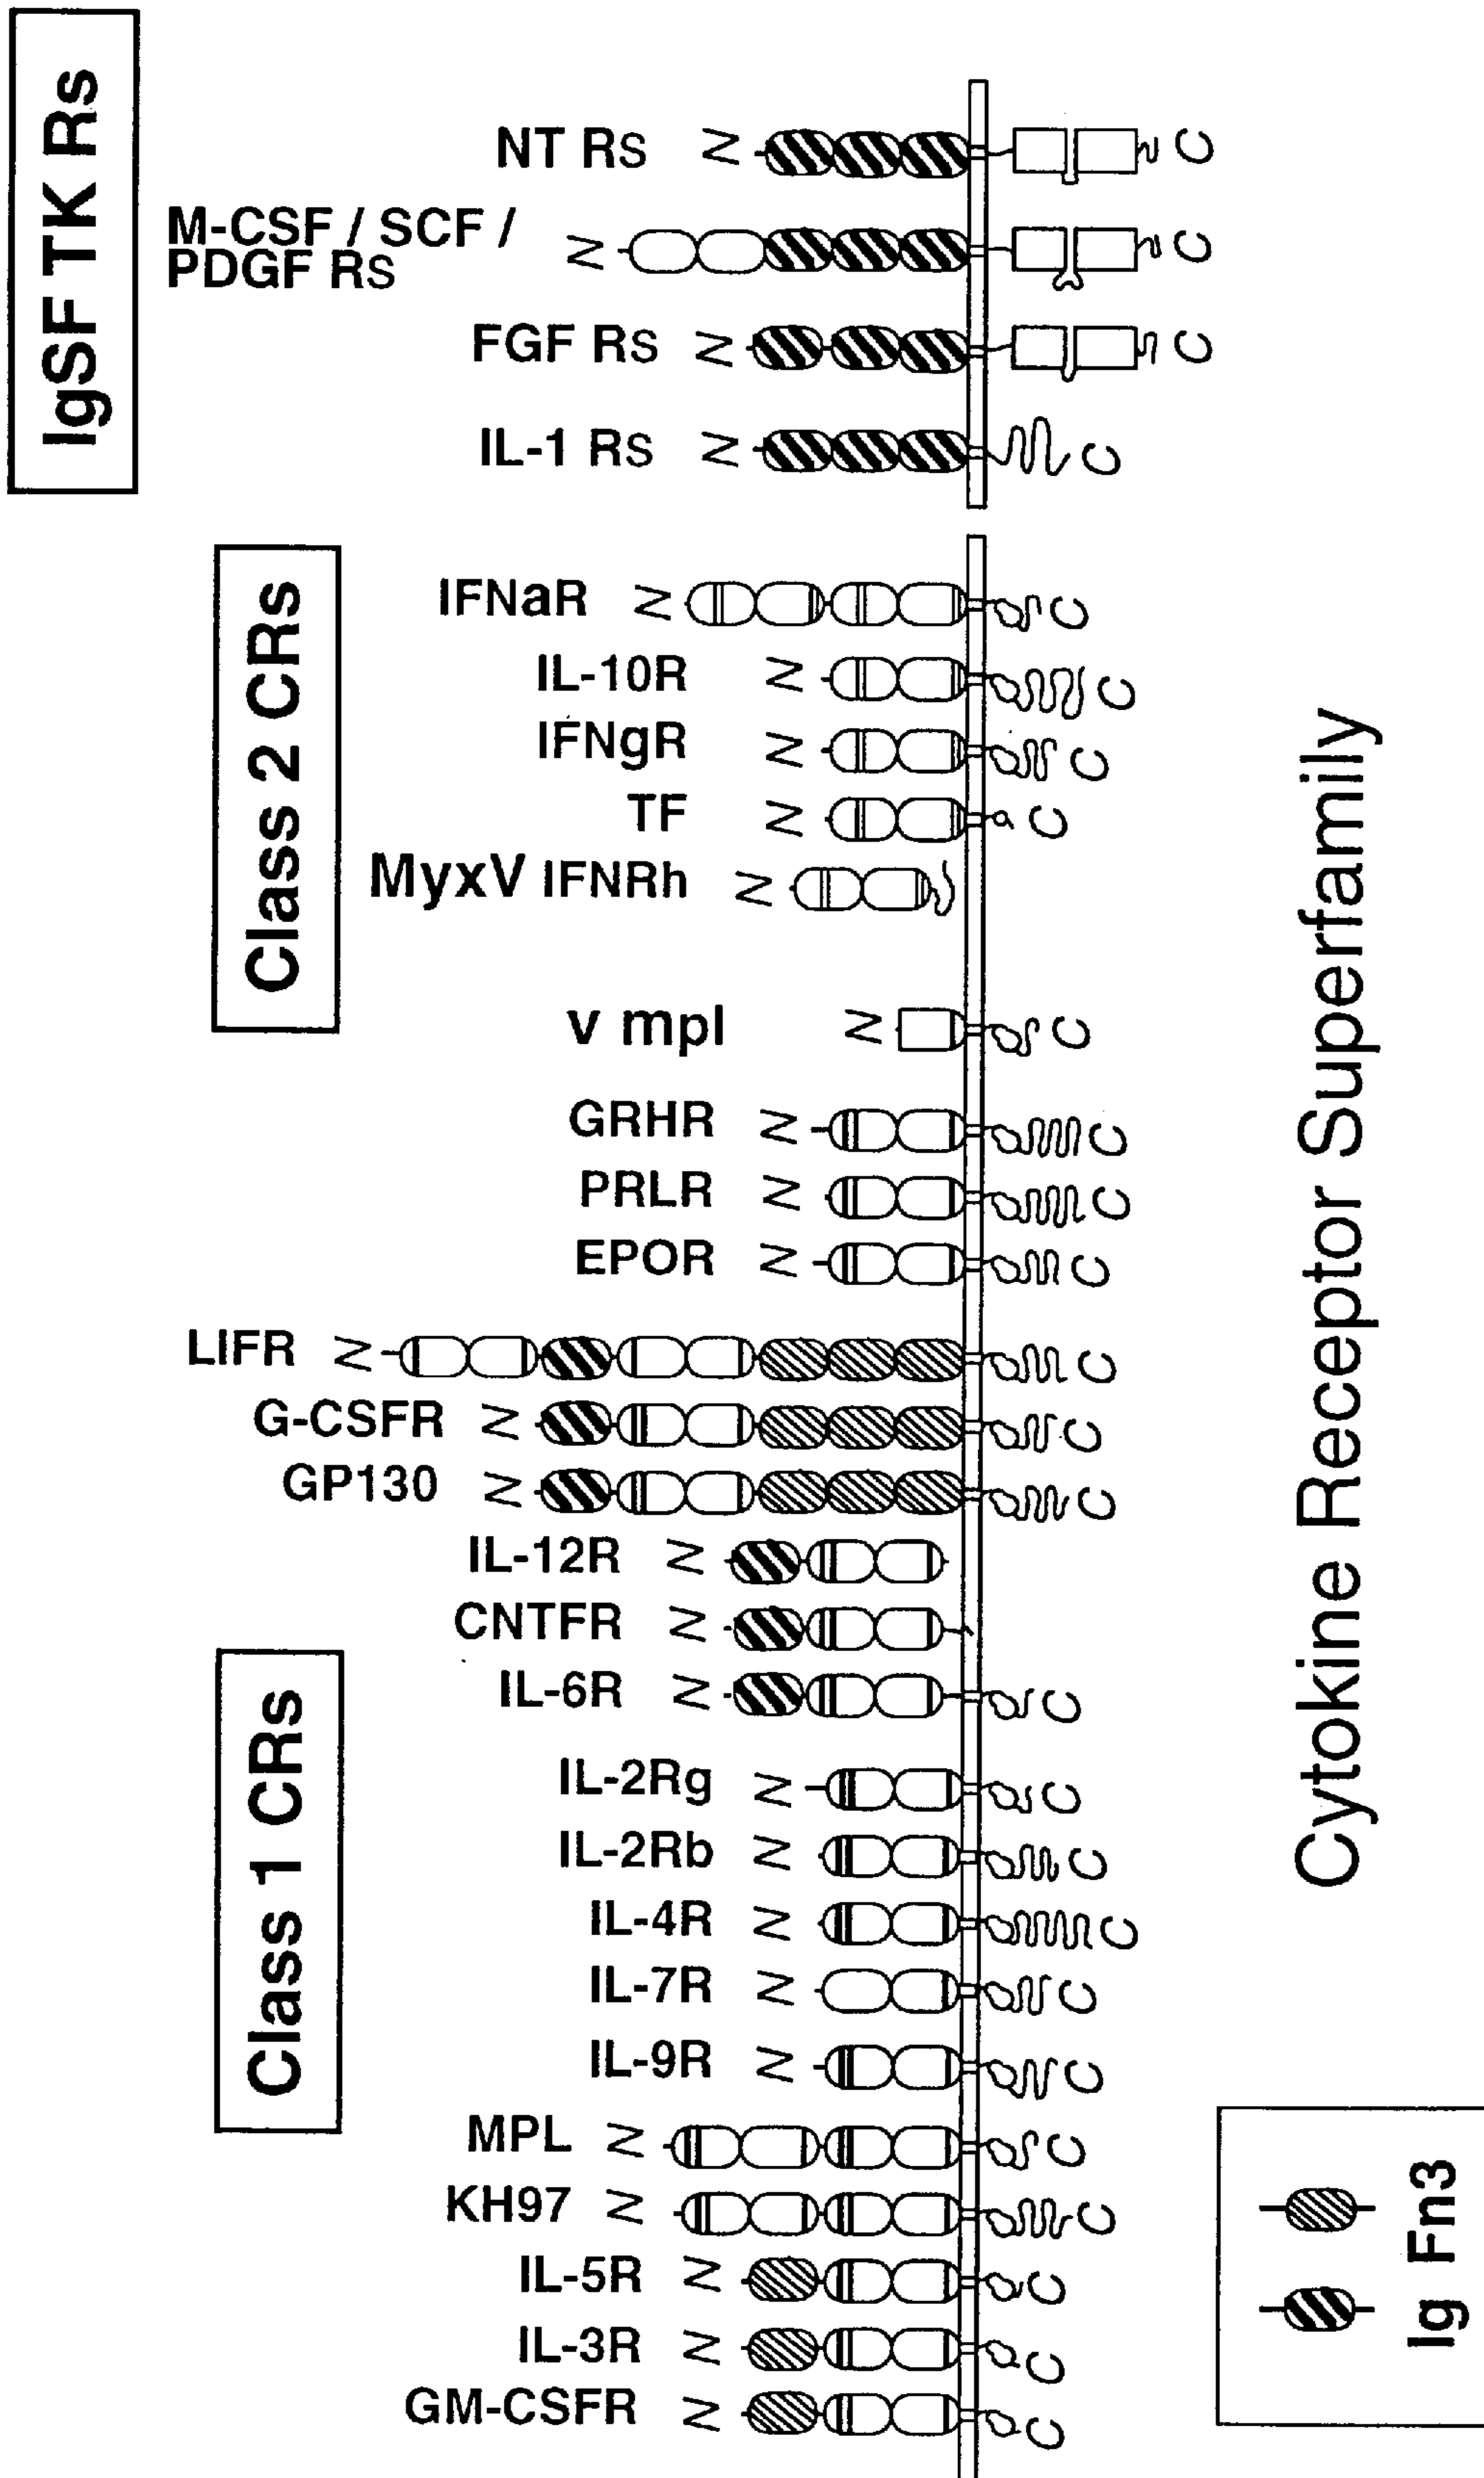 IgSF TK Rs
NT Rs N C
M-CSF / SCF /
PDGF Rs N C
FGF Rs N C
IL-1 Rs N C
Class 2 CRs
IFNaR N C
IL-10R N C
IFNgR N C
TF N C
MyxV IFNRh N
v mpl N C
GRHR N C
PRLR N C
EPOR N C
LIFR N C
G-CSFR N C
GP130 N C
IL-12R N
CNTFR N
IL-6R N C
Class 1 CRs
IL-2Rg N C
IL-2Rb N C
IL-4R N C
IL-7R N C
IL-9R N C
MPL N C
KH97 N C
IL-5R N C
IL-3R N C
GM-CSFR N C
Cytokine Receptor Superfamily
Ig Fn3